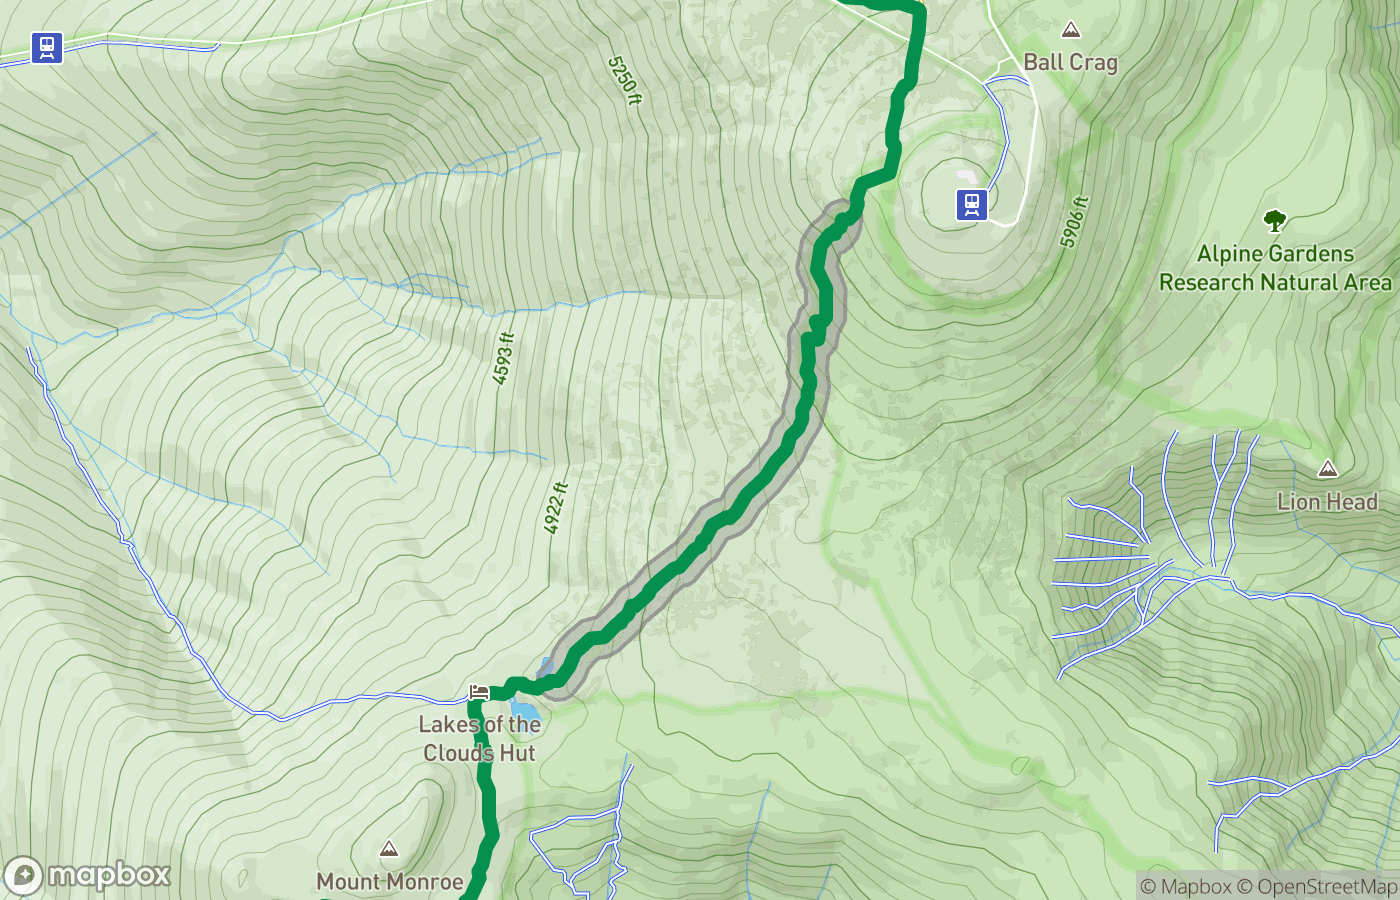 Ball Crag
5250 ft
5906 ft
Alpine Gardens
Research Natural Area
4593 ft
Lion Head
4922 ft
Lakes of the
Clouds Hut
Mount Monroe
mapbox
© Mapbox © OpenStreetMap